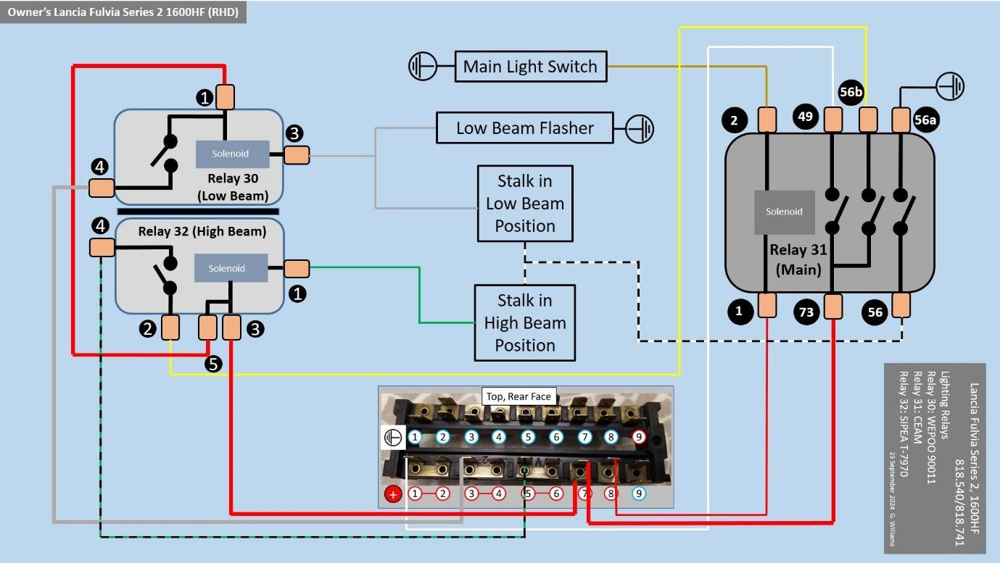 Owner's Lancia Fulvia Series 2 1600HF (RHD)
Main Light Switch
Low Beam Flasher
Stalk in
Low Beam
Position
Stalk in
High Beam
Position
1
3
4
Solenoid
Relay 30
(Low Beam)
4
Relay 32 (High Beam)
Solenoid
1
2
3
5
2
49
56b
56a
Solenoid
Relay 31
(Main)
1
73
56
Top, Rear Face
1 2 3 4 5 6 7 8 9
+ 1 2 3 4 5 6 7 8 9
Lancia Fulvia Series 2, 1600HF
818.540/818.741
Lighting Relays
Relay 30: WEPOO 90011
Relay 31: CEAM
Relay 32: SIPEA T-7970
23 September 2024 G. Williams